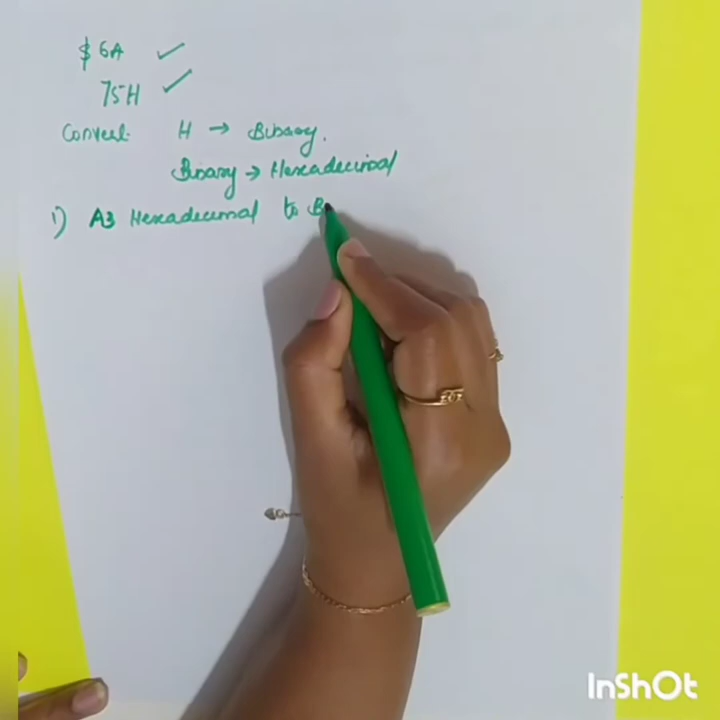 $6A ✓
75H ✓
Convert H → Binary.
Binary → Hexadecimal
1) A3 Hexadecimal to B
InShOt